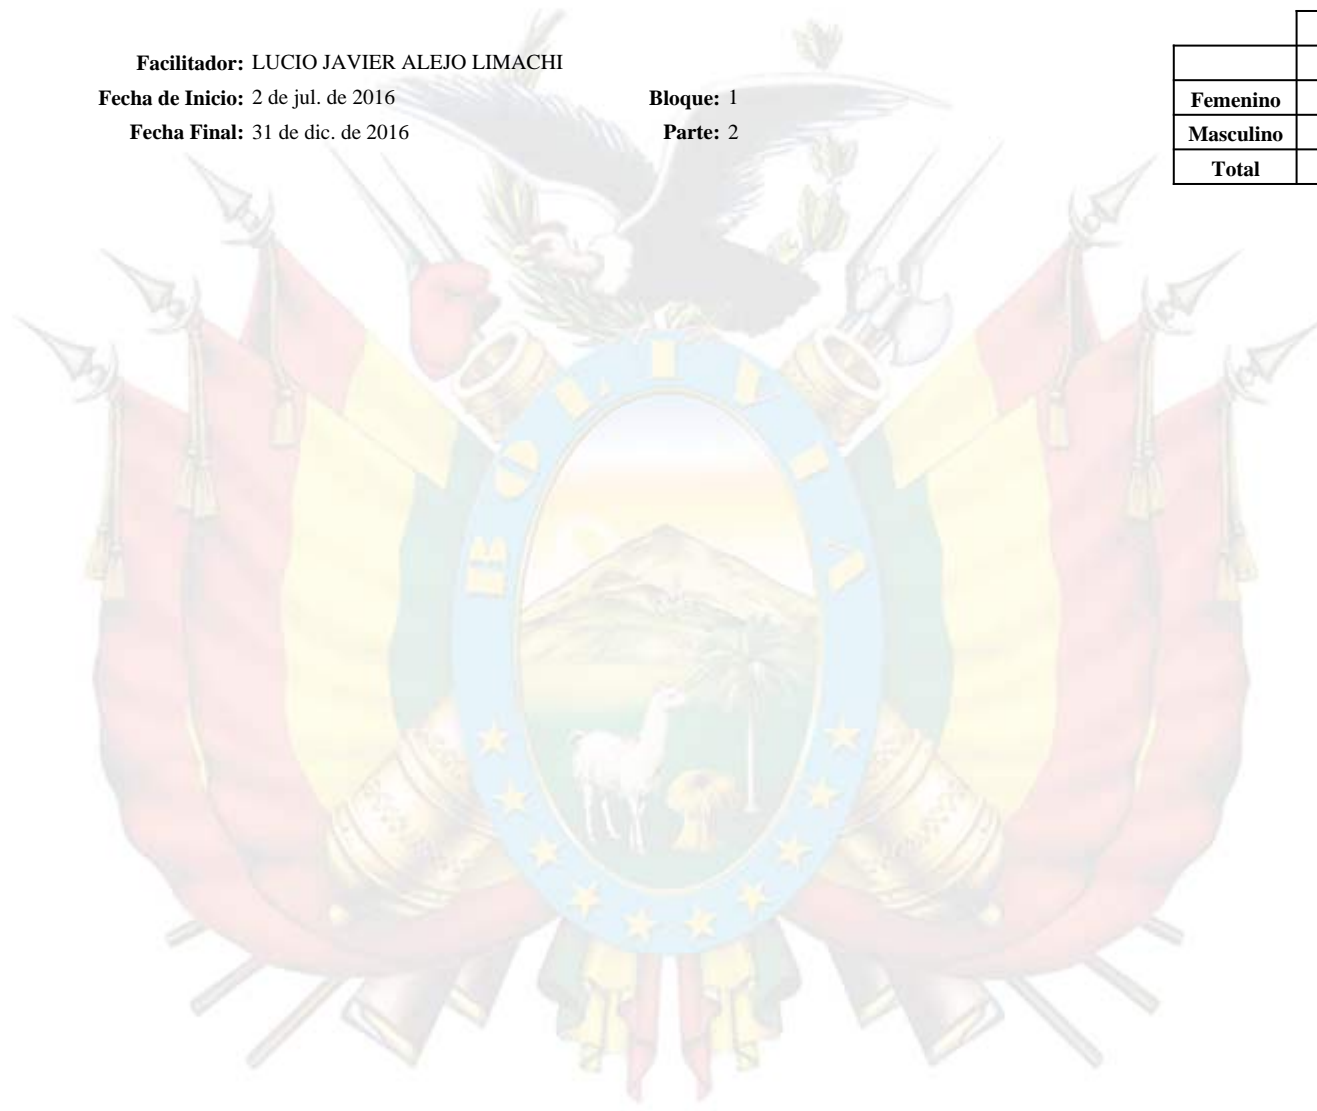 Facilitador: LUCIO JAVIER ALEJO LIMACHI
Fecha de Inicio: 2 de jul. de 2016 Bloque: 1
Fecha Final: 31 de dic. de 2016 Parte: 2
Femenino
Masculino
Total
BOLIVIA